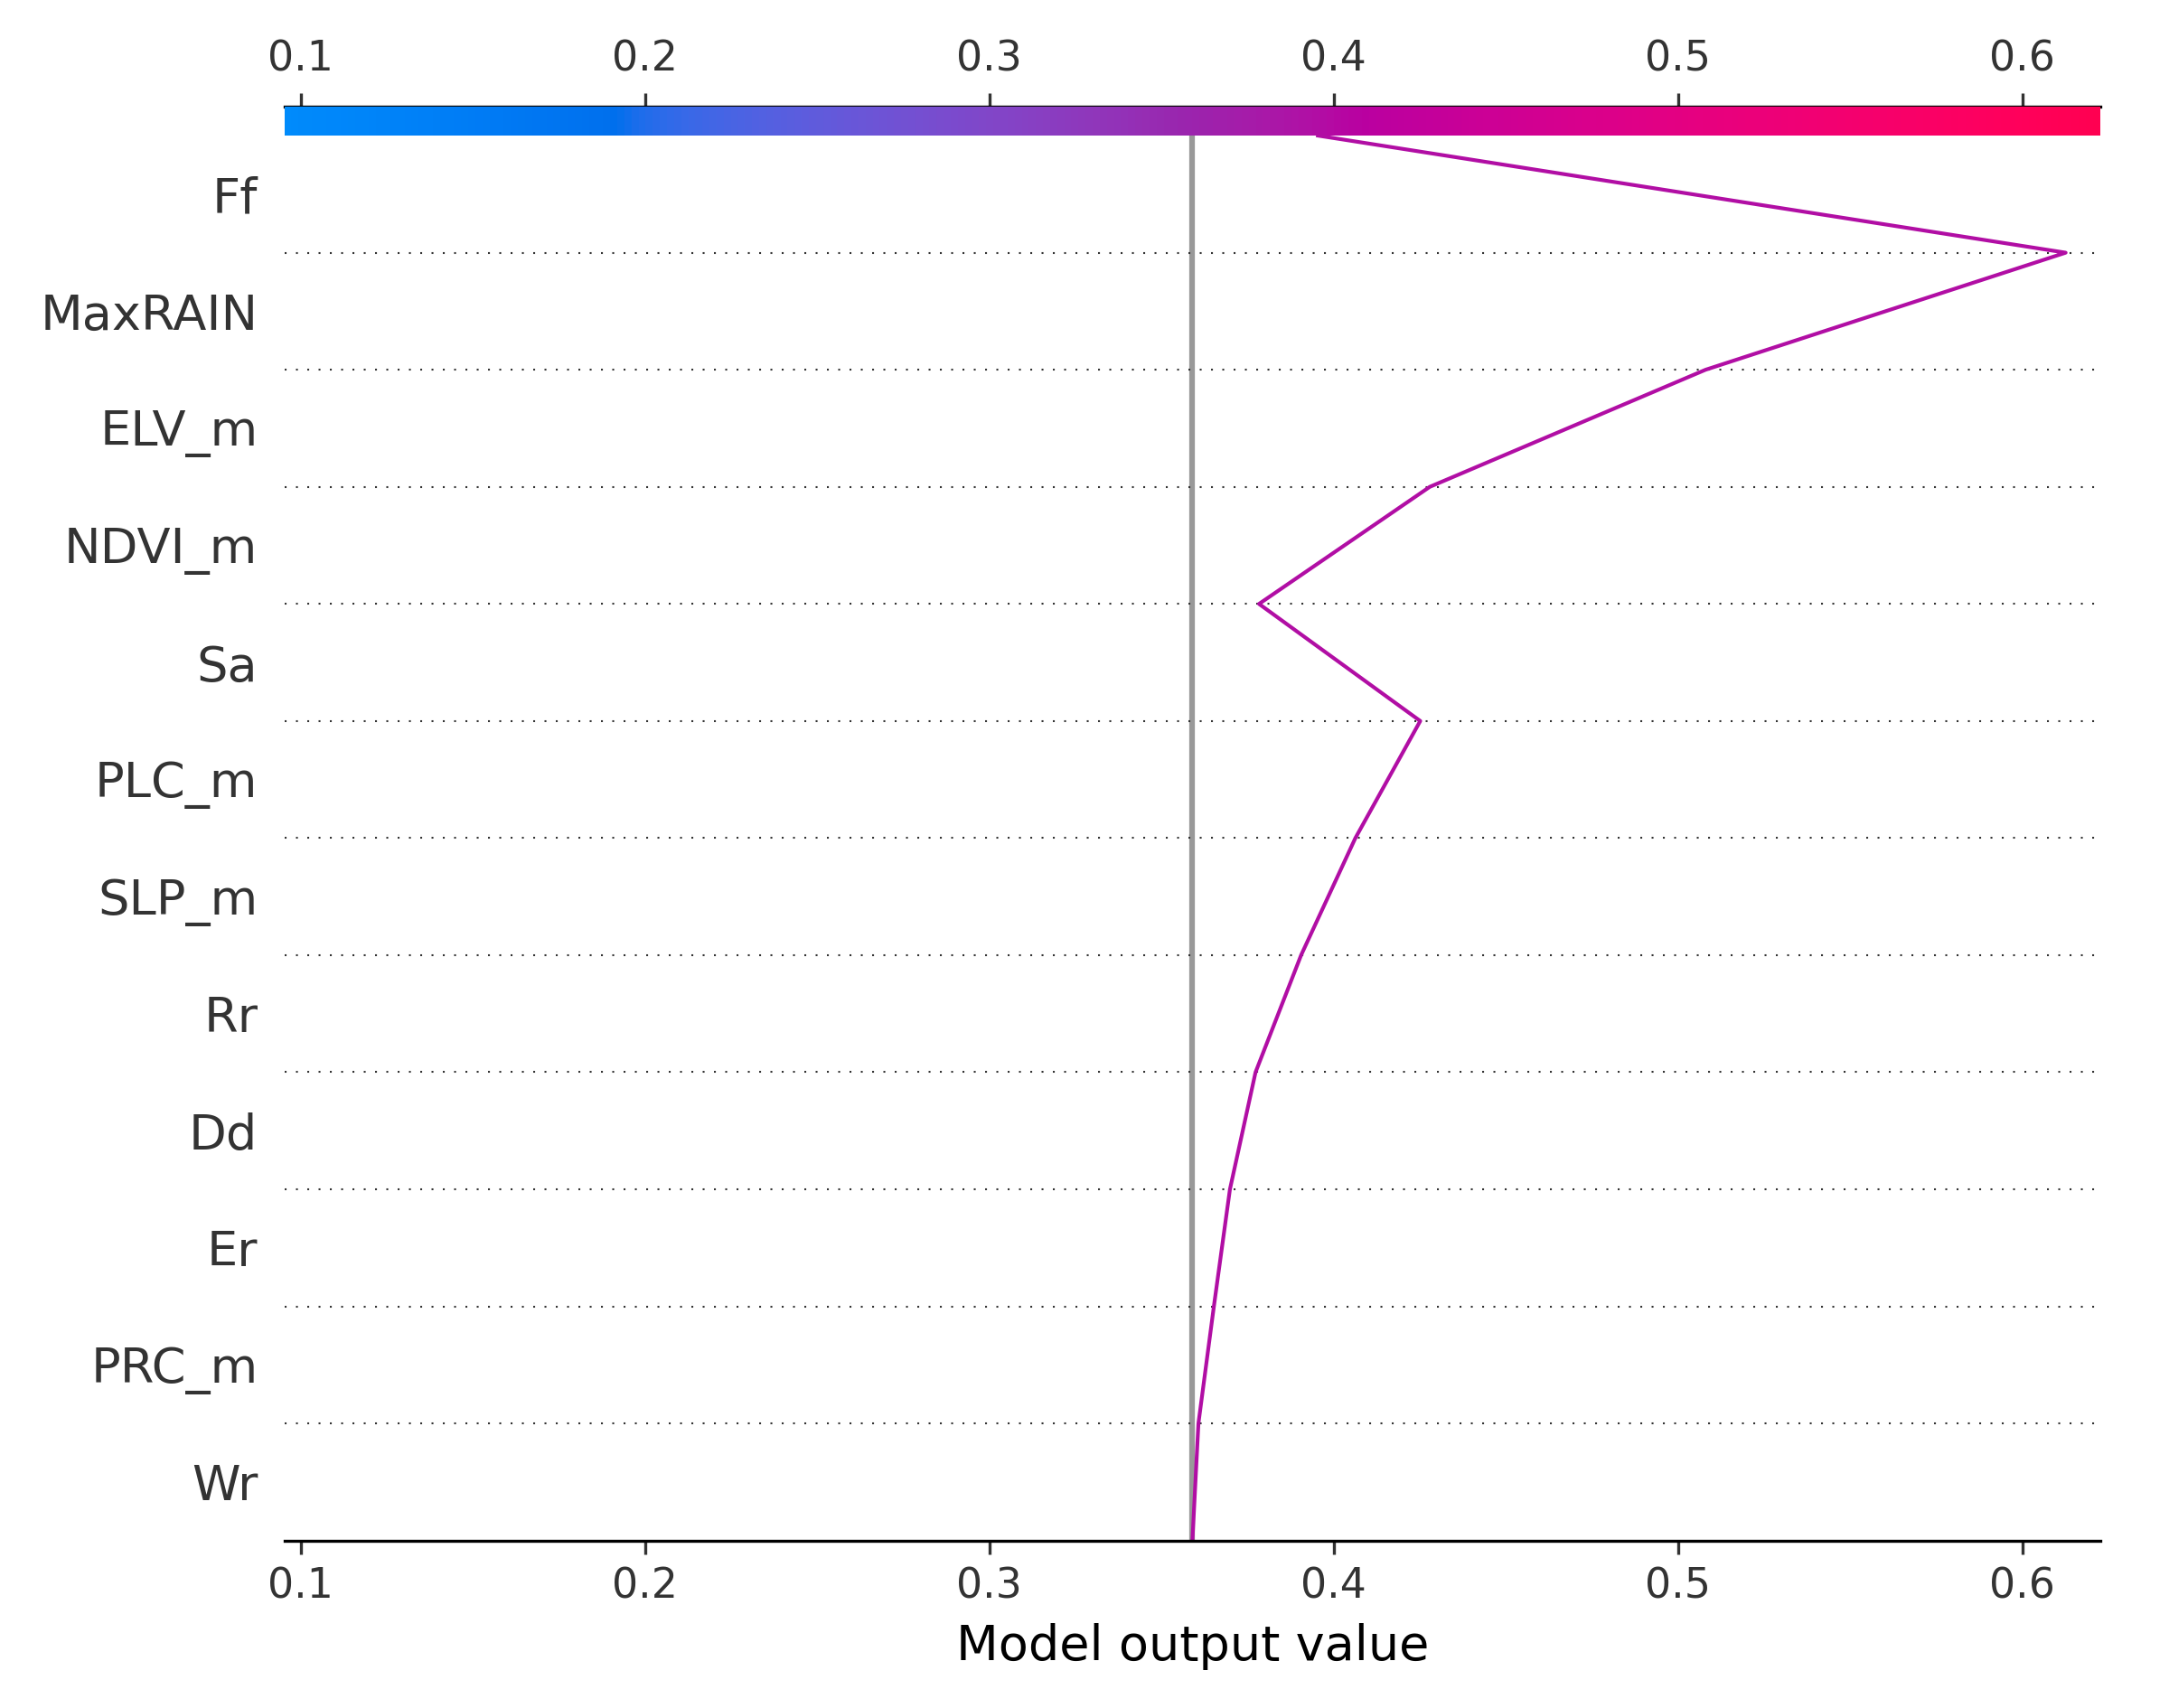 0.1 0.2 0.3 0.4 0.5 0.6
Ff
MaxRAIN
ELV_m
NDVI_m
Sa
PLC_m
SLP_m
Rr
Dd
Er
PRC_m
Wr
0.1 0.2 0.3 0.4 0.5 0.6
Model output value